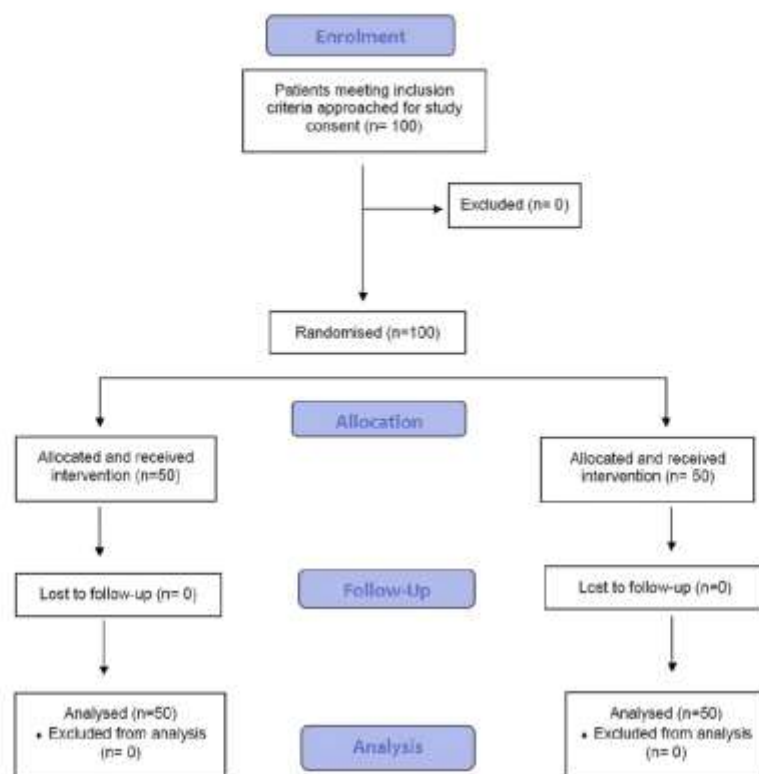 Enrolment
Patients meeting inclusion
criteria approached for study
consent (n= 100)
Excluded (n= 0)
Randomised (n=100)
Allocation
Allocated and received
intervention (n=50)
Allocated and received
intervention (n= 50)
Follow-Up
Lost to follow-up (n= 0)
Lost to follow-up (n=0)
Analysed (n=50)
• Excluded from analysis
(n= 0)
Analysed (n=50)
• Excluded from analysis
(n= 0)
Analysis